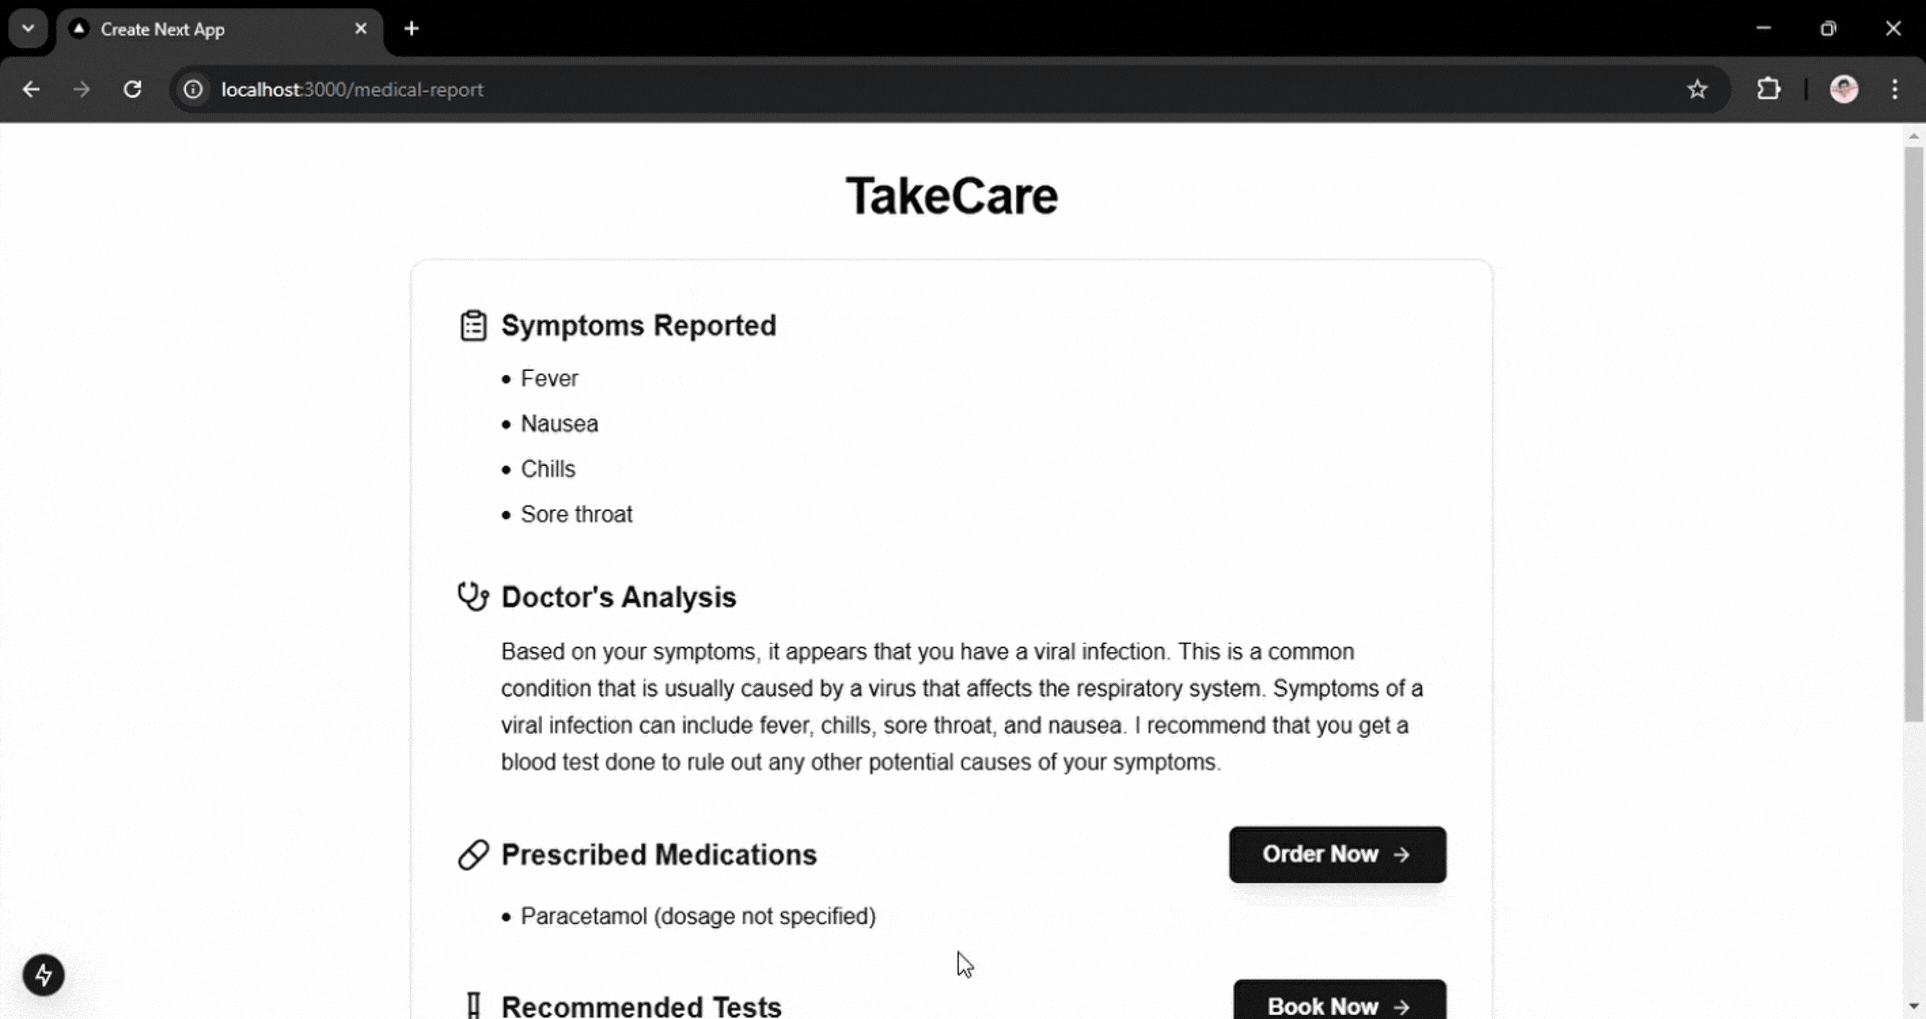 Create Next App
localhost:3000/medical-report
TakeCare
Symptoms Reported
• Fever
• Nausea
• Chills
• Sore throat
Doctor's Analysis
Based on your symptoms, it appears that you have a viral infection. This is a common
condition that is usually caused by a virus that affects the respiratory system. Symptoms of a
viral infection can include fever, chills, sore throat, and nausea. I recommend that you get a
blood test done to rule out any other potential causes of your symptoms.
Prescribed Medications
Order Now →
• Paracetamol (dosage not specified)
Recommended Tests
Book Now →